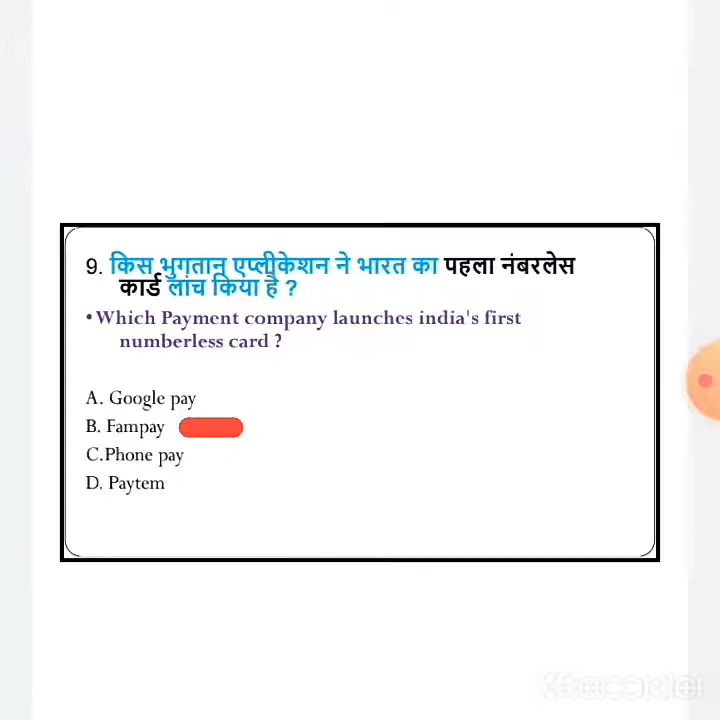 9. किस भुगतान एप्लीकेशन ने भारत का पहला नंबरलेस
कार्ड लांच किया है ?
•Which Payment company launches india's first
numberless card ?
A. Google pay
B. Fampay
C.Phone pay
D. Paytem